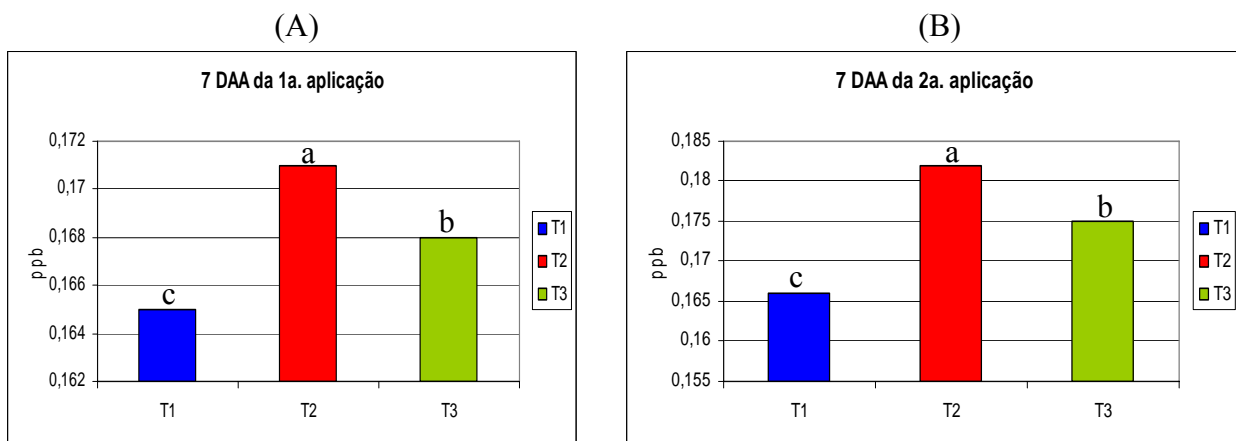 (A)
7 DAA da 1a. aplicação
0,172
0,17
0,168
0,166
0,164
0,162
ppb
c
a
b
T1
T2
T3
T1
T2
T3
(B)
7 DAA da 2a. aplicação
0,185
0,18
0,175
0,17
0,165
0,16
0,155
ppb
c
a
b
T1
T2
T3
T1
T2
T3